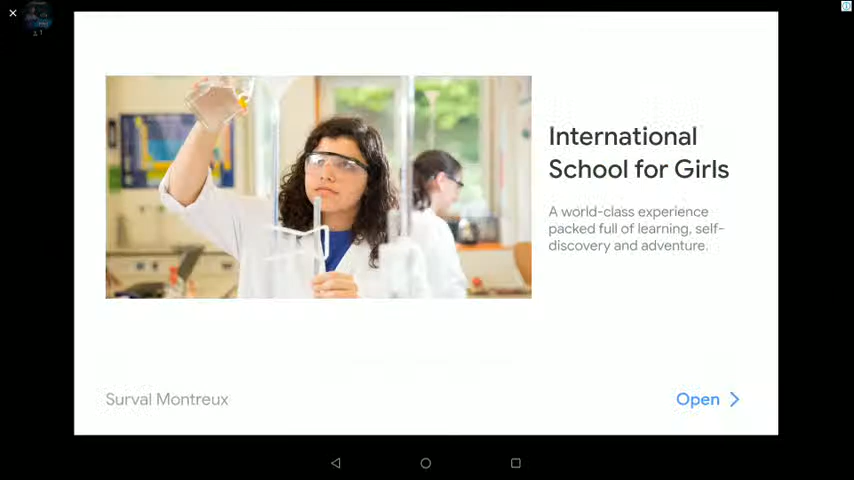 International
School for Girls
A world-class experience
packed full of learning, self-
discovery and adventure.
Surval Montreux
Open